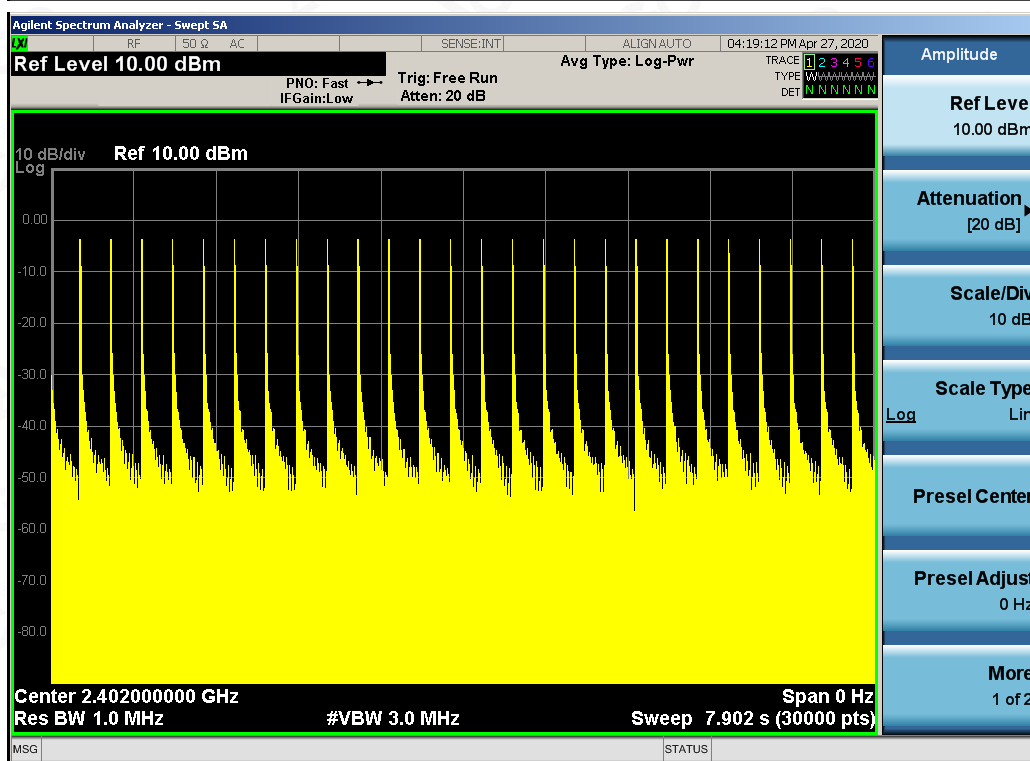 Agilent Spectrum Analyzer - Swept SA
LXI RF 50 Ω AC SENSE:INT ALIGN AUTO 04:19:12 PM Apr 27, 2020
Ref Level 10.00 dBm
PNO: Fast
IFGain:Low
Trig: Free Run
Atten: 20 dB
Avg Type: Log-Pwr
TRACE 1 2 3 4 5 6
TYPE W
DET N N N N N N
10 dB/div
Log
Ref 10.00 dBm
0.00
-10.0
-20.0
-30.0
-40.0
-50.0
-60.0
-70.0
-80.0
Center 2.402000000 GHz
Span 0 Hz
Res BW 1.0 MHz
#VBW 3.0 MHz
Sweep 7.902 s (30000 pts)
MSG
STATUS
Amplitude
Ref Leve
10.00 dBm
Attenuation
[20 dB]
Scale/Div
10 dB
Scale Type
Log Lin
Presel Center
Presel Adjust
0 Hz
More
1 of 2